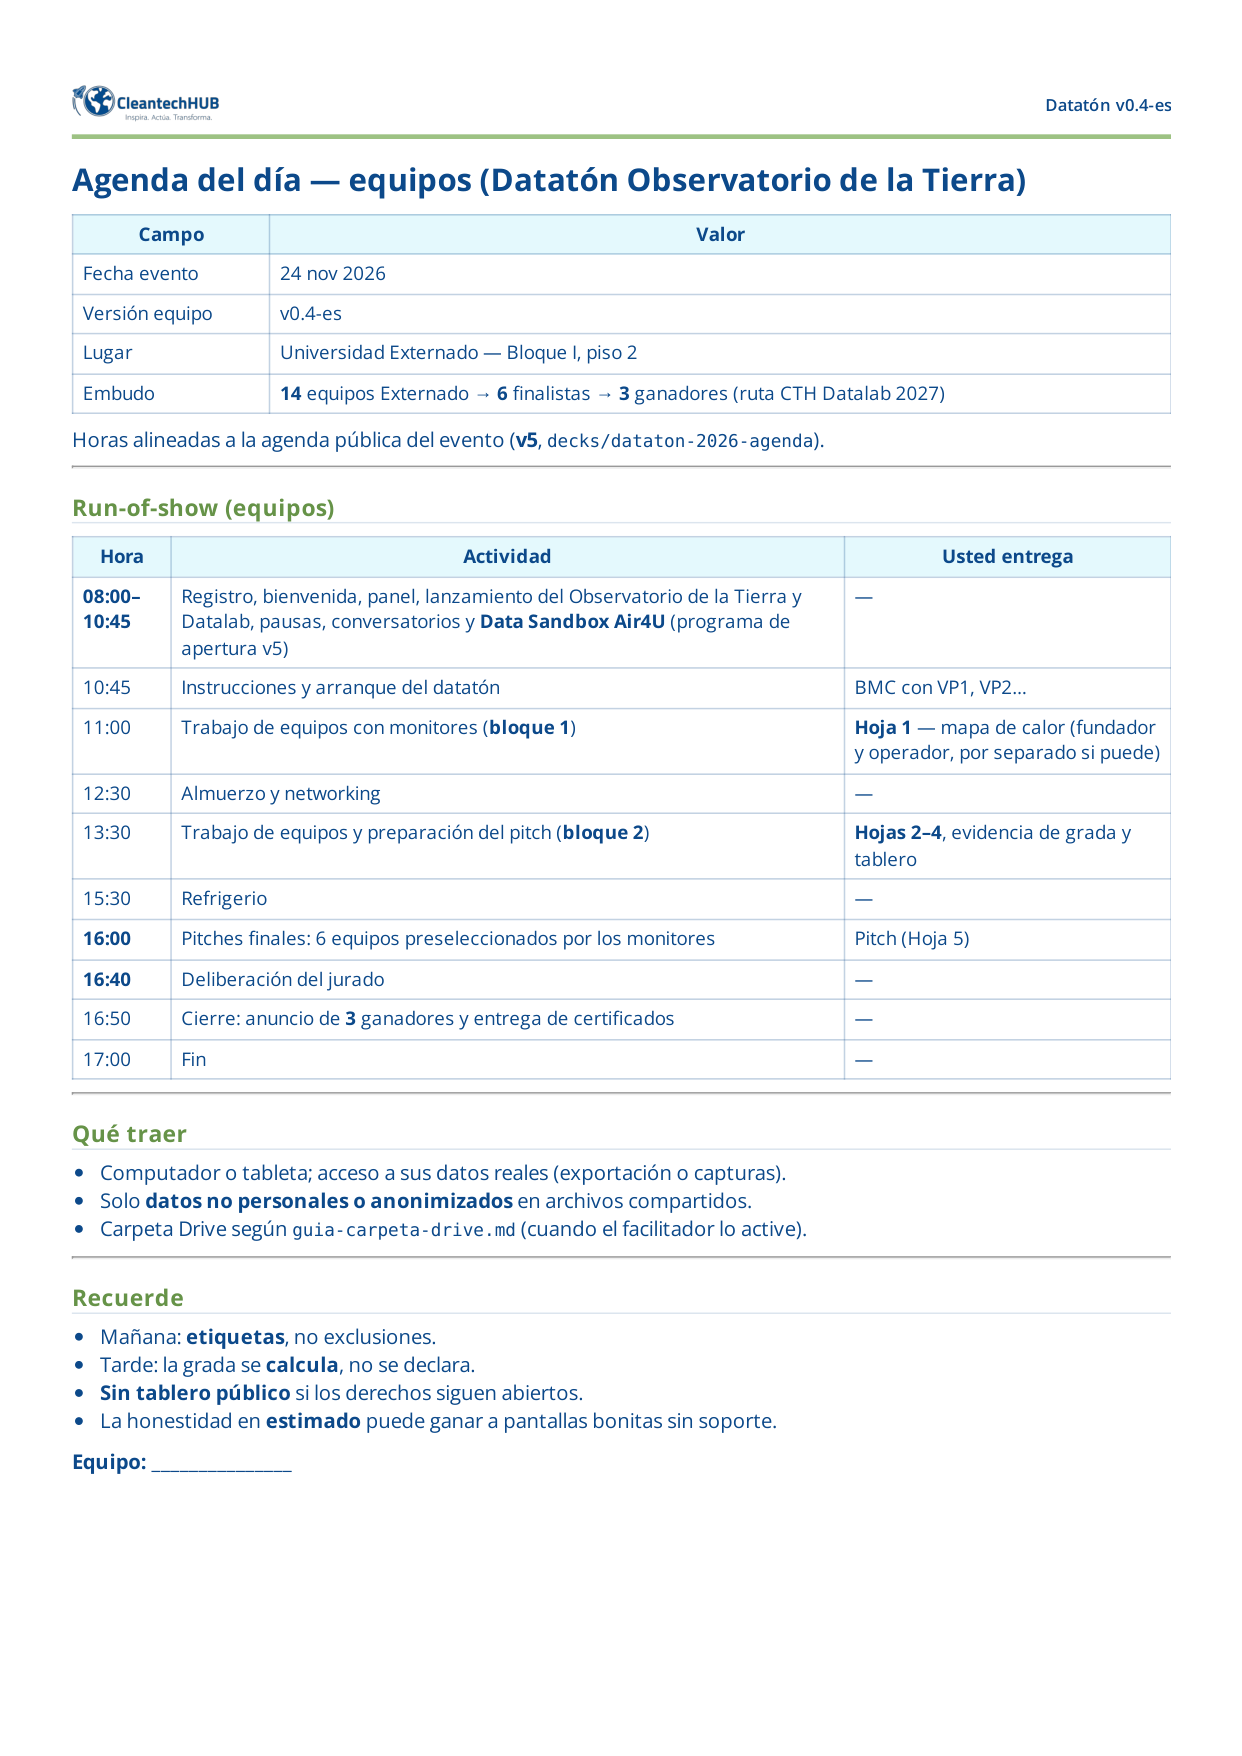 CleantechHUB
Inspira. Actúa. Transforma.
Datatón v0.4-es
Agenda del día — equipos (Datatón Observatorio de la Tierra)
Campo Valor
Fecha evento 24 nov 2026
Versión equipo v0.4-es
Lugar Universidad Externado — Bloque I, piso 2
Embudo 14 equipos Externado → 6 finalistas → 3 ganadores (ruta CTH Datalab 2027)
Horas alineadas a la agenda pública del evento (v5, decks/dataton-2026-agenda).
Run-of-show (equipos)
Hora Actividad Usted entrega
08:00– Registro, bienvenida, panel, lanzamiento del Observatorio de la Tierra y —
10:45 Datalab, pausas, conversatorios y Data Sandbox Air4U (programa de
apertura v5)
10:45 Instrucciones y arranque del datatón BMC con VP1, VP2…
11:00 Trabajo de equipos con monitores (bloque 1) Hoja 1 — mapa de calor (fundador
y operador, por separado si puede)
12:30 Almuerzo y networking —
13:30 Trabajo de equipos y preparación del pitch (bloque 2) Hojas 2–4, evidencia de grada y
tablero
15:30 Refrigerio —
16:00 Pitches finales: 6 equipos preseleccionados por los monitores Pitch (Hoja 5)
16:40 Deliberación del jurado —
16:50 Cierre: anuncio de 3 ganadores y entrega de certificados —
17:00 Fin —
Qué traer
• Computador o tableta; acceso a sus datos reales (exportación o capturas).
• Solo datos no personales o anonimizados en archivos compartidos.
• Carpeta Drive según guia-carpeta-drive.md (cuando el facilitador lo active).
Recuerde
• Mañana: etiquetas, no exclusiones.
• Tarde: la grada se calcula, no se declara.
• Sin tablero público si los derechos siguen abiertos.
• La honestidad en estimado puede ganar a pantallas bonitas sin soporte.
Equipo: _______________